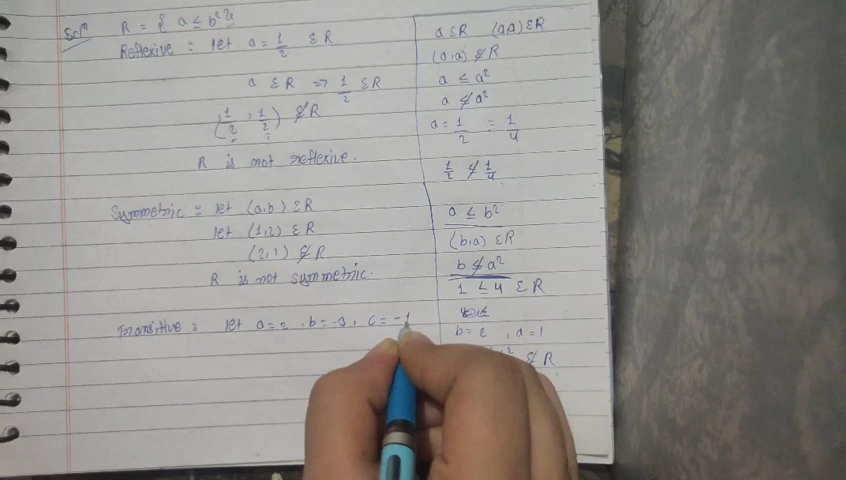 Solⁿ R = { a ≤ b² }
Reflexive : let a = 1/2 ∈ R
a ∈ R ⇒ 1/2 ∈ R
(1/2, 1/2) ∉ R
R is not reflexive.
Symmetric : let (a,b) ∈ R
let (1,2) ∈ R
(2,1) ∉ R
R is not symmetric.
Transitive : let a = 2, b = -3, c = -1
a ∈ R (a,a) ∈ R
(a,a) ∉ R
a ≤ a²
a ≰ a²
a = 1/2 = 1/4
1/2 ≰ 1/4
a ≤ b²
(b,a) ∈ R
b ≰ a²
1 ≤ 4 ∈ R
b = 2, a = 1
∉ R